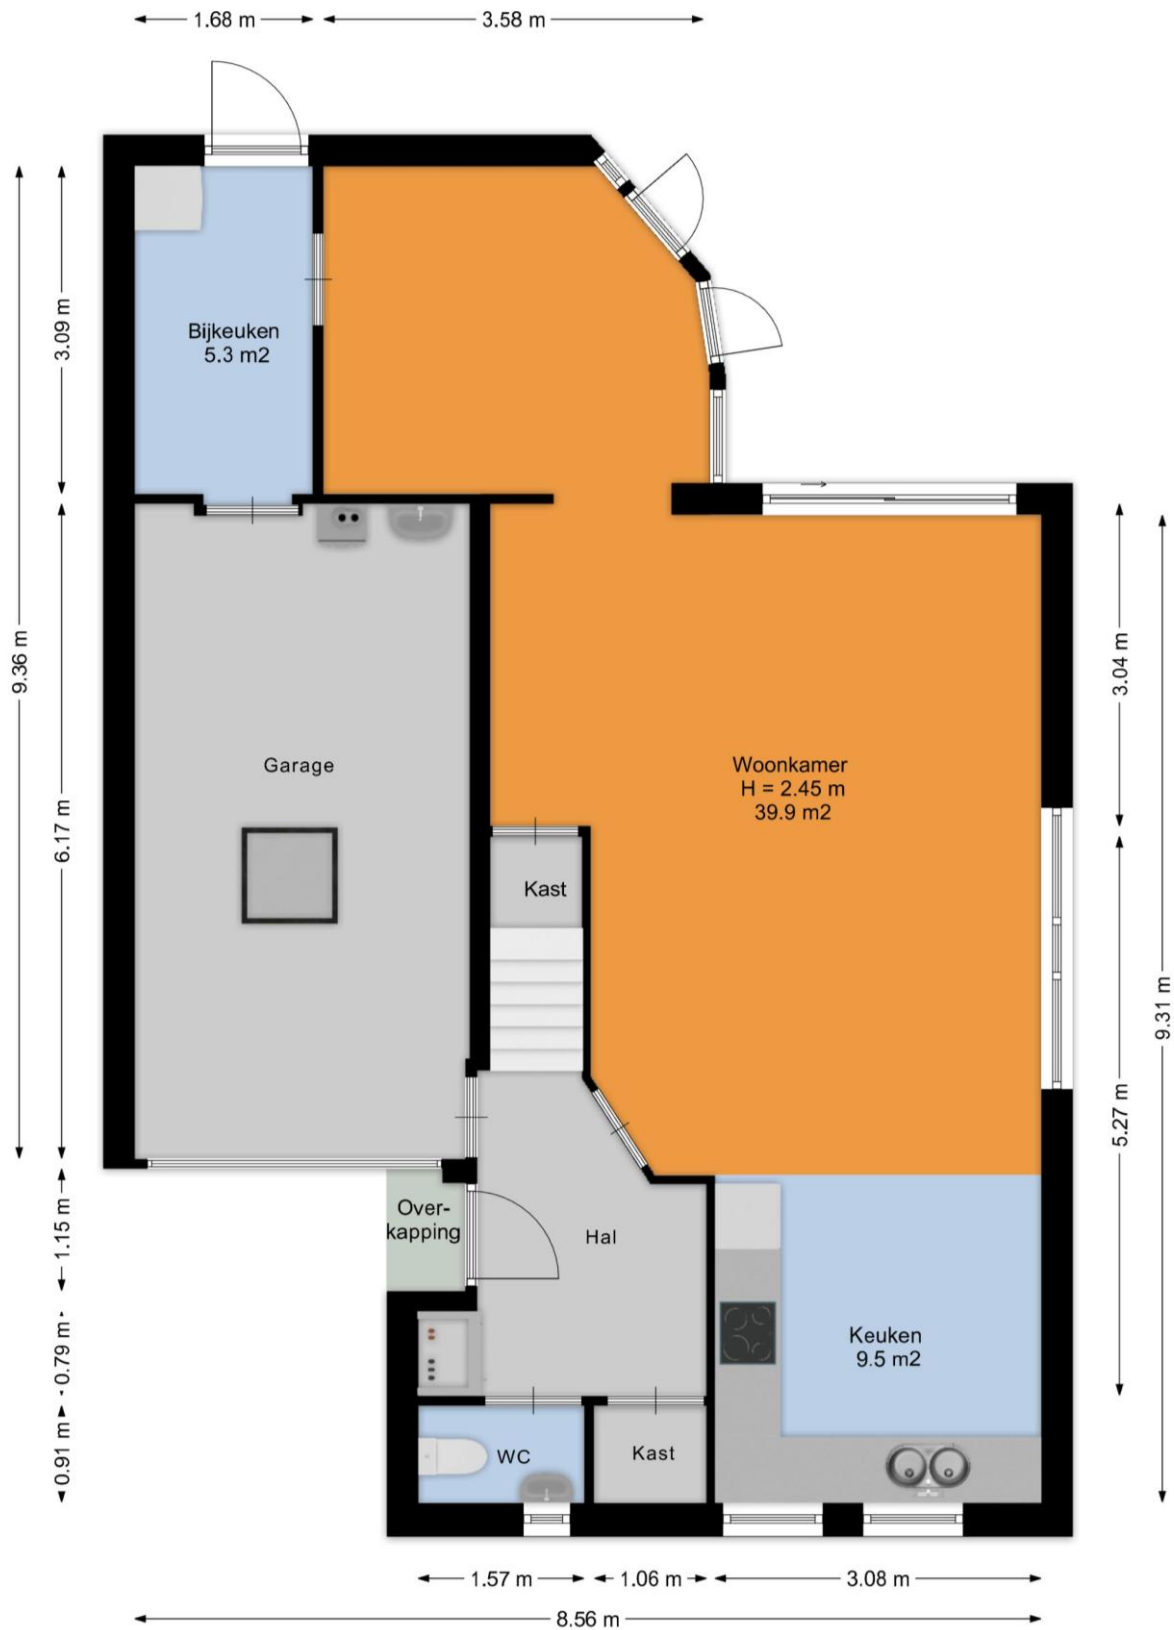 1.68 m
3.58 m
3.09 m
Bijkeuken
5.3 m2
9.36 m
3.04 m
Garage
Woonkamer
H = 2.45 m
39.9 m2
6.17 m
Kast
9.31 m
5.27 m
Over-
kapping
1.15 m
Hal
0.79 m
Keuken
9.5 m2
0.91 m
WC
Kast
1.57 m
1.06 m
3.08 m
8.56 m